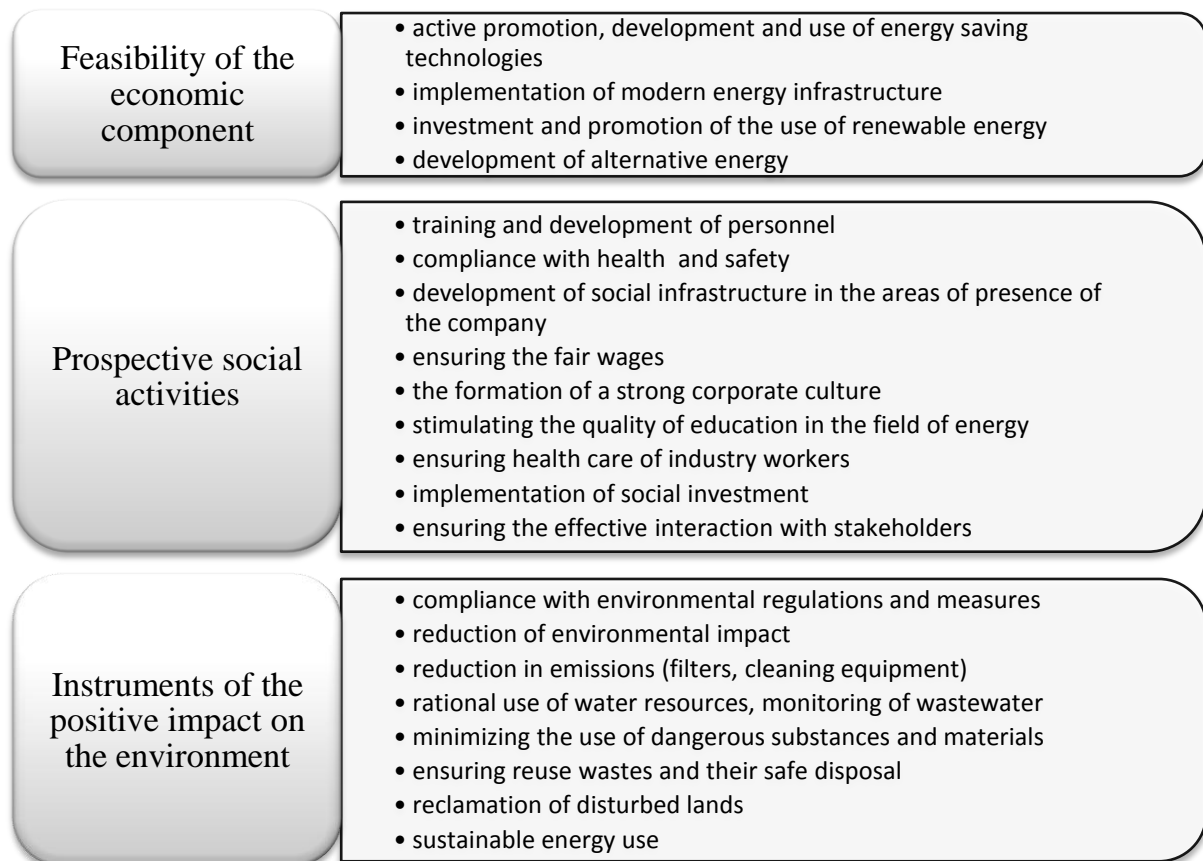 Feasibility of the
economic
component
• active promotion, development and use of energy saving
technologies
• implementation of modern energy infrastructure
• investment and promotion of the use of renewable energy
• development of alternative energy
Prospective social
activities
• training and development of personnel
• compliance with health and safety
• development of social infrastructure in the areas of presence of
the company
• ensuring the fair wages
• the formation of a strong corporate culture
• stimulating the quality of education in the field of energy
• ensuring health care of industry workers
• implementation of social investment
• ensuring the effective interaction with stakeholders
Instruments of the
positive impact on
the environment
• compliance with environmental regulations and measures
• reduction of environmental impact
• reduction in emissions (filters, cleaning equipment)
• rational use of water resources, monitoring of wastewater
• minimizing the use of dangerous substances and materials
• ensuring reuse wastes and their safe disposal
• reclamation of disturbed lands
• sustainable energy use